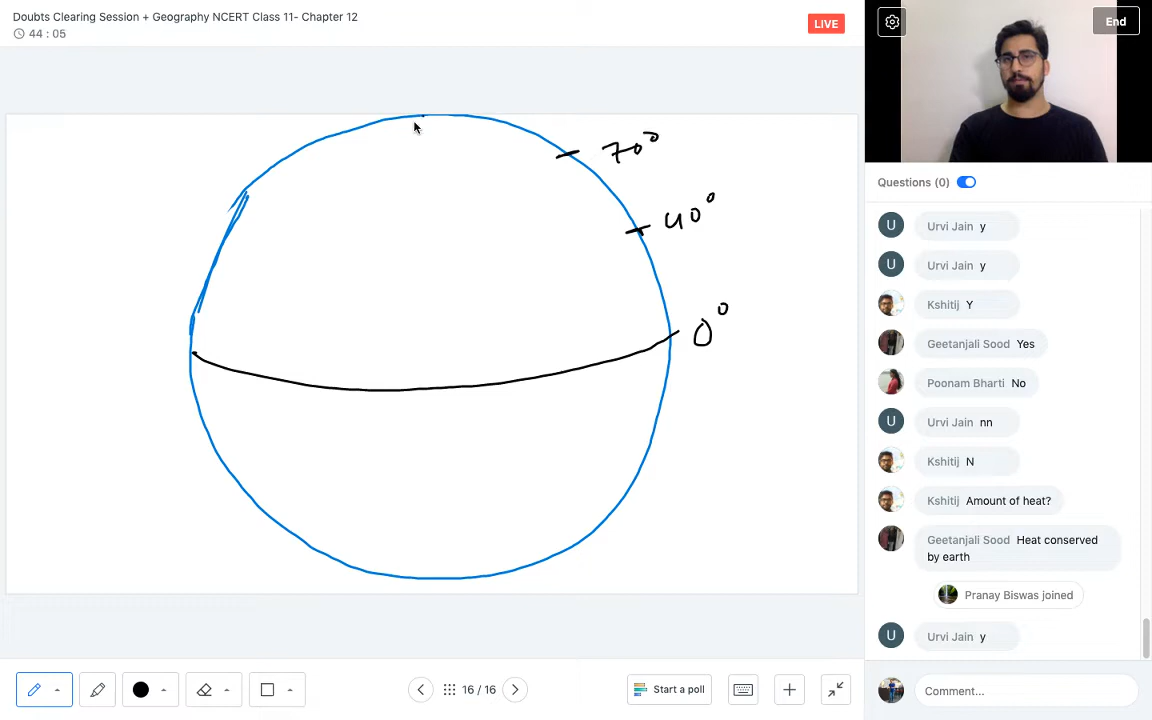 Doubts Clearing Session + Geography NCERT Class 11- Chapter 12
44 : 05
LIVE
End
70°
40°
0°
Questions (0)
U
Urvi Jain y
U
Urvi Jain y
Kshitij Y
Geetanjali Sood Yes
Poonam Bharti No
U
Urvi Jain nn
Kshitij N
Kshitij Amount of heat?
Geetanjali Sood Heat conserved
by earth
Pranay Biswas joined
U
Urvi Jain y
16 / 16
Start a poll
Comment...